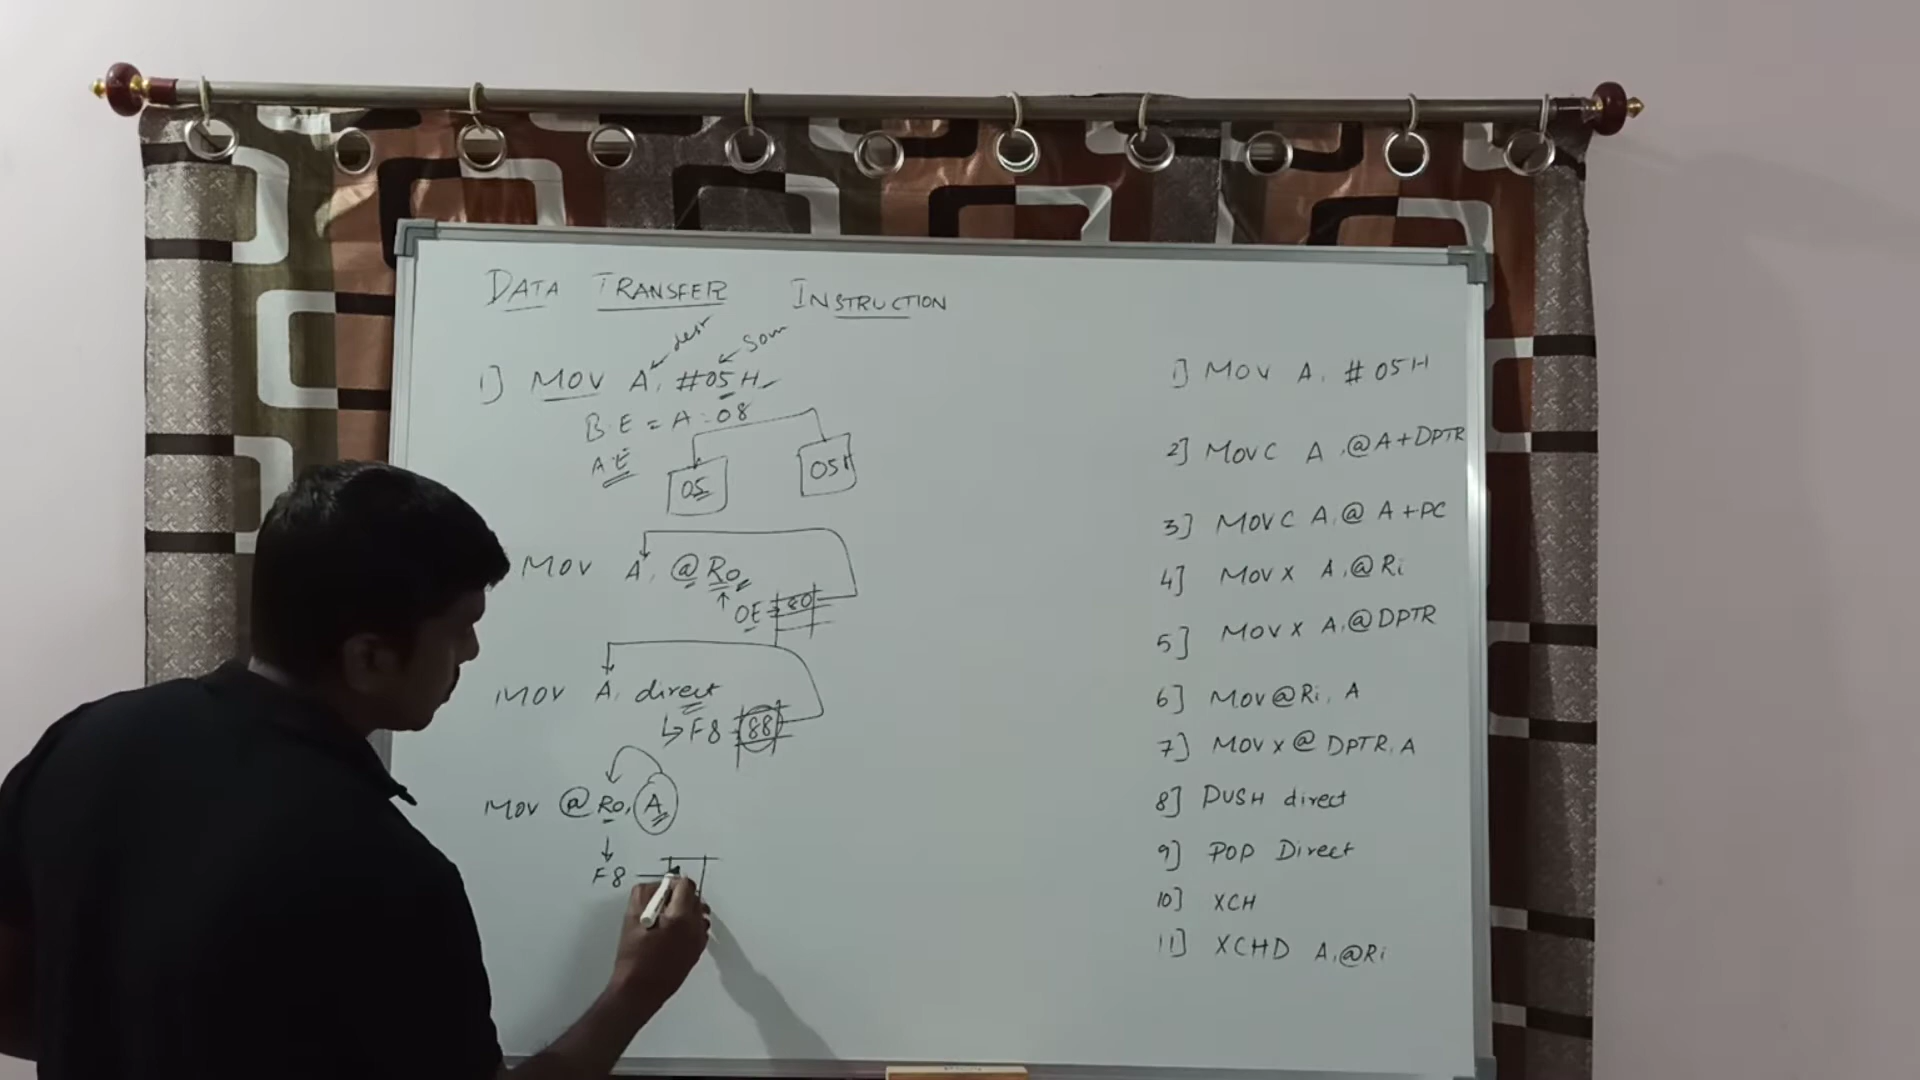 DATA TRANSFER INSTRUCTION
dest
Sour
1] MOV A, #05H
B.E = A = 08
A.E
05
05H
MOV A, @ R0
0E 80
MOV A, direct
F8 88
MOV @ R0, A
F8
1] MOV A, #05H
2] MOVC A, @A+DPTR
3] MOVC A, @ A+PC
4] MOVX A, @Ri
5] MOVX A, @DPTR
6] MOV @Ri, A
7] MOVX @ DPTR, A
8] PUSH direct
9] POP Direct
10] XCH
11] XCHD A, @Ri